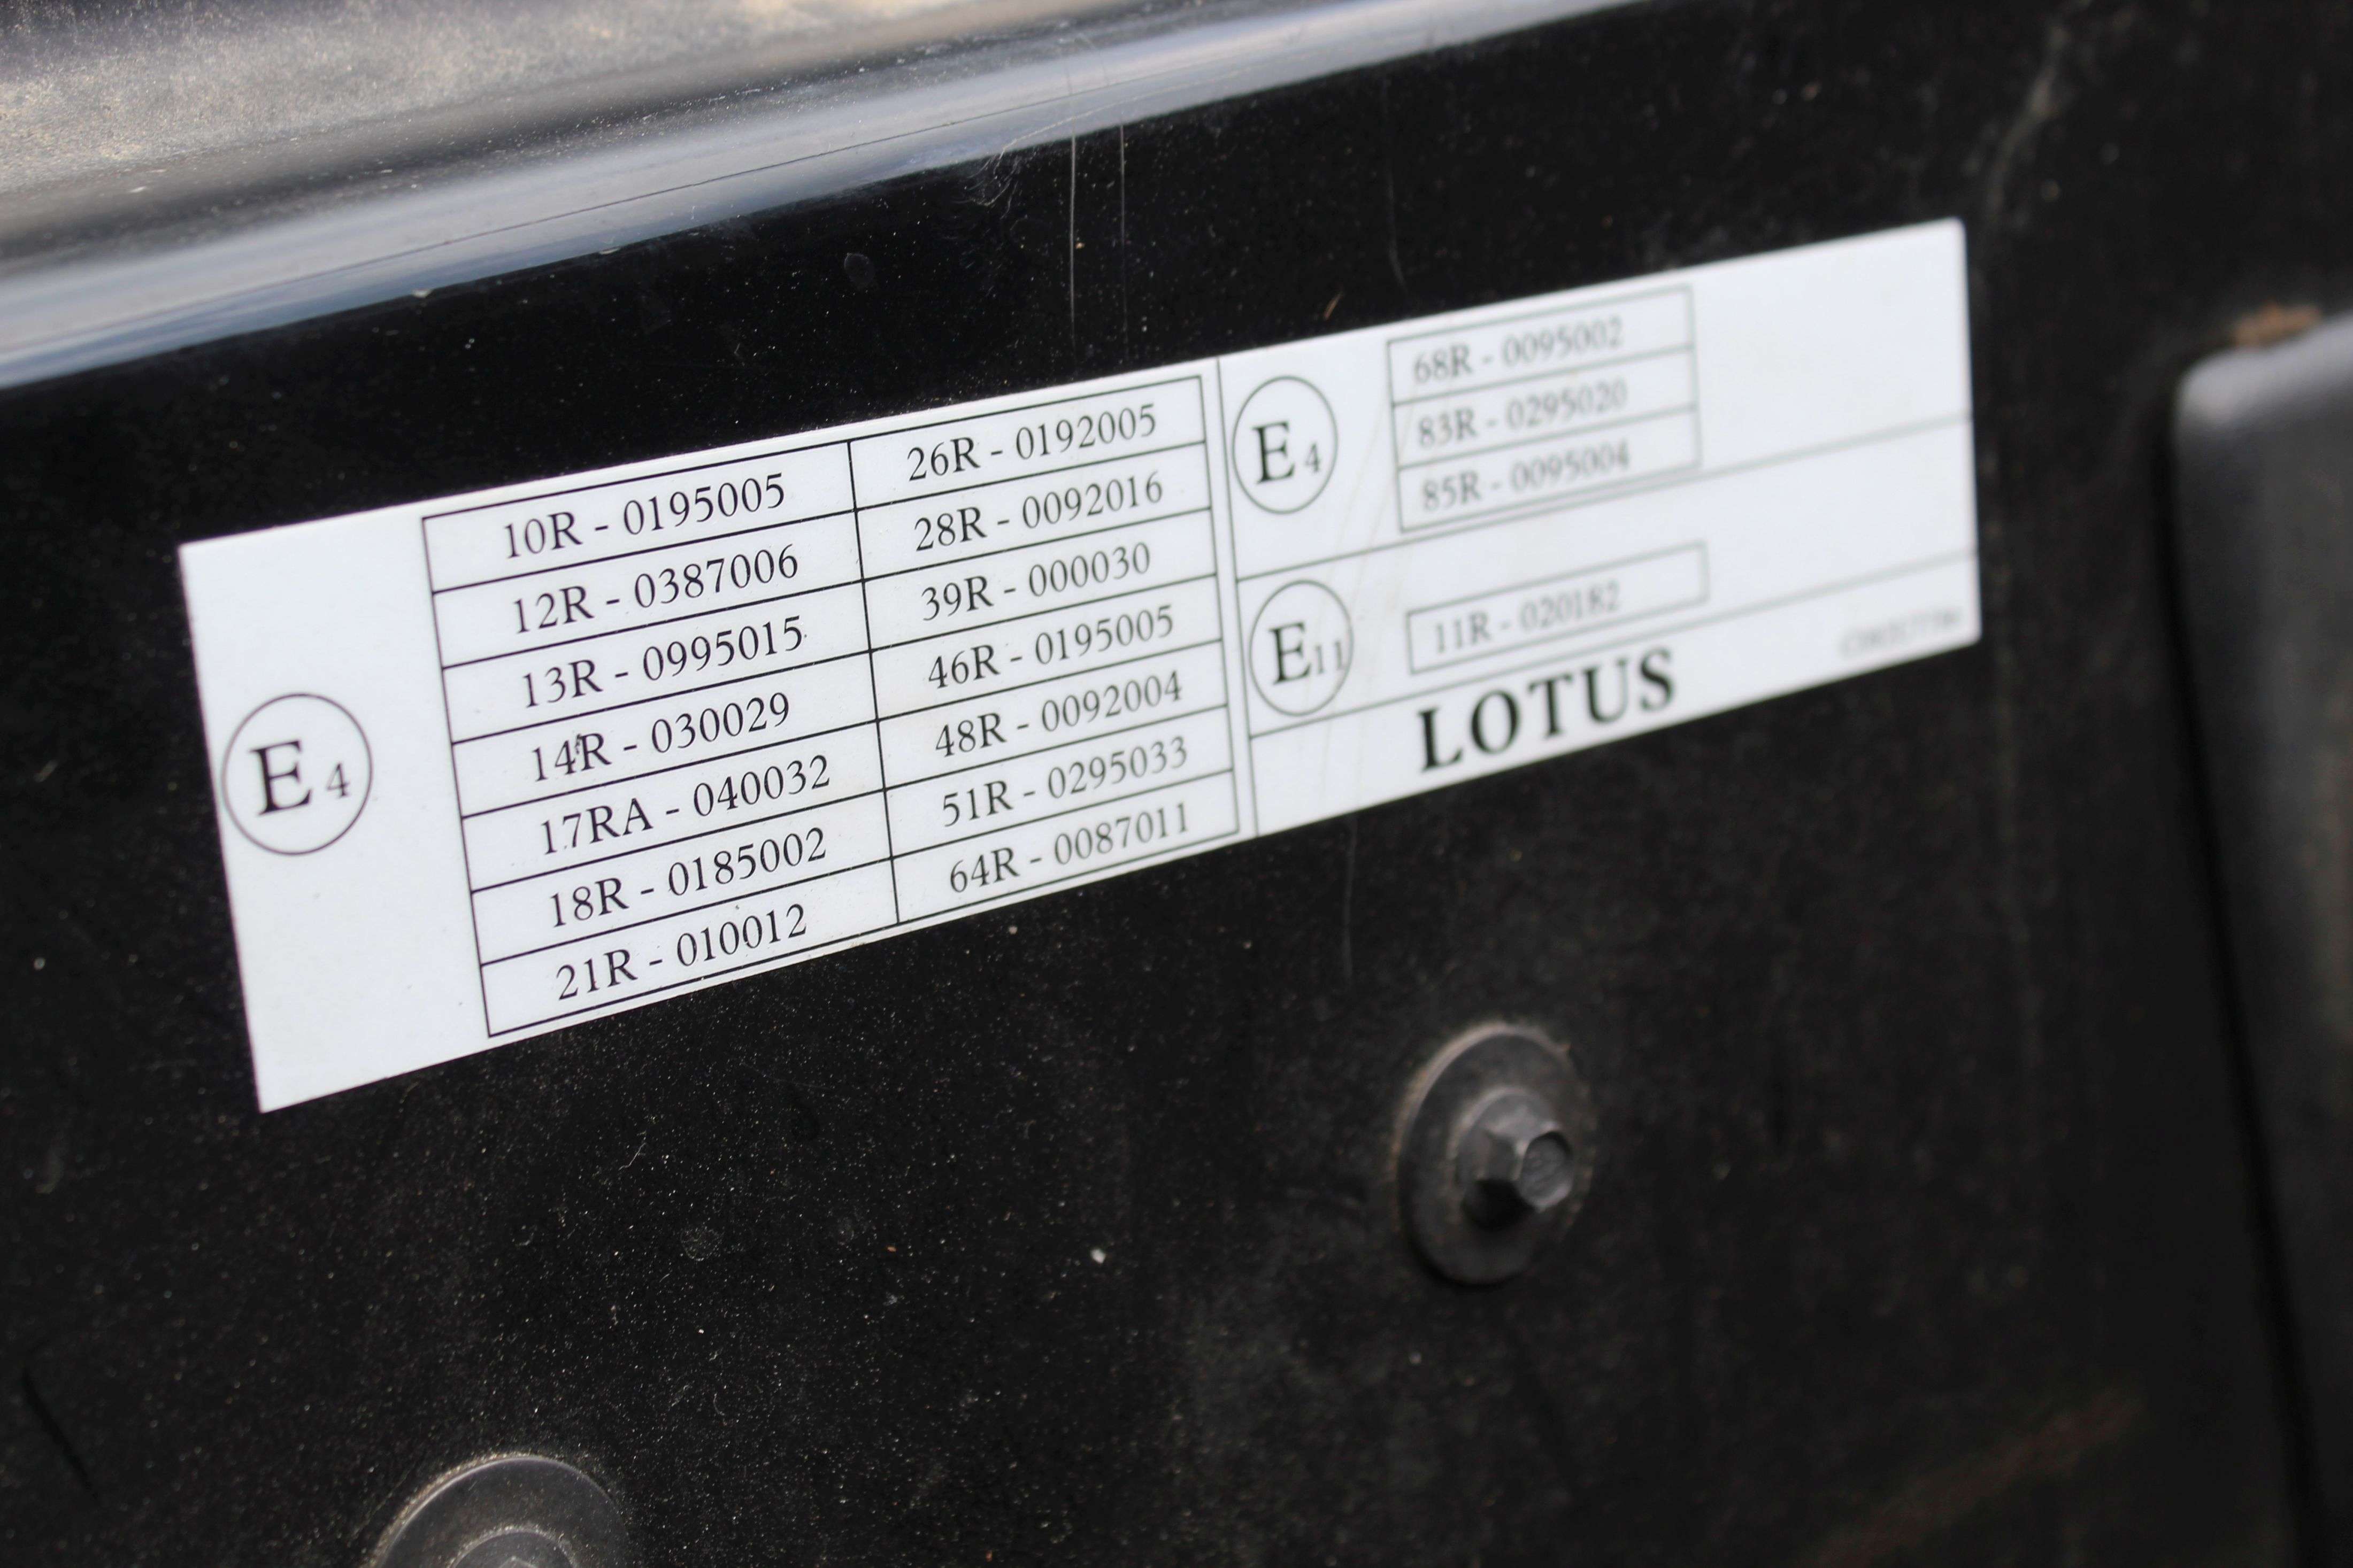 E4
10R - 0195005
12R - 0387006
13R - 0995015
14R - 030029
17RA - 040032
18R - 0185002
21R - 010012
26R - 0192005
28R - 0092016
39R - 000030
46R - 0195005
48R - 0092004
51R - 0295033
64R - 0087011
E4
68R - 0095002
83R - 0295020
85R - 0095004
E11
11R - 020182
LOTUS